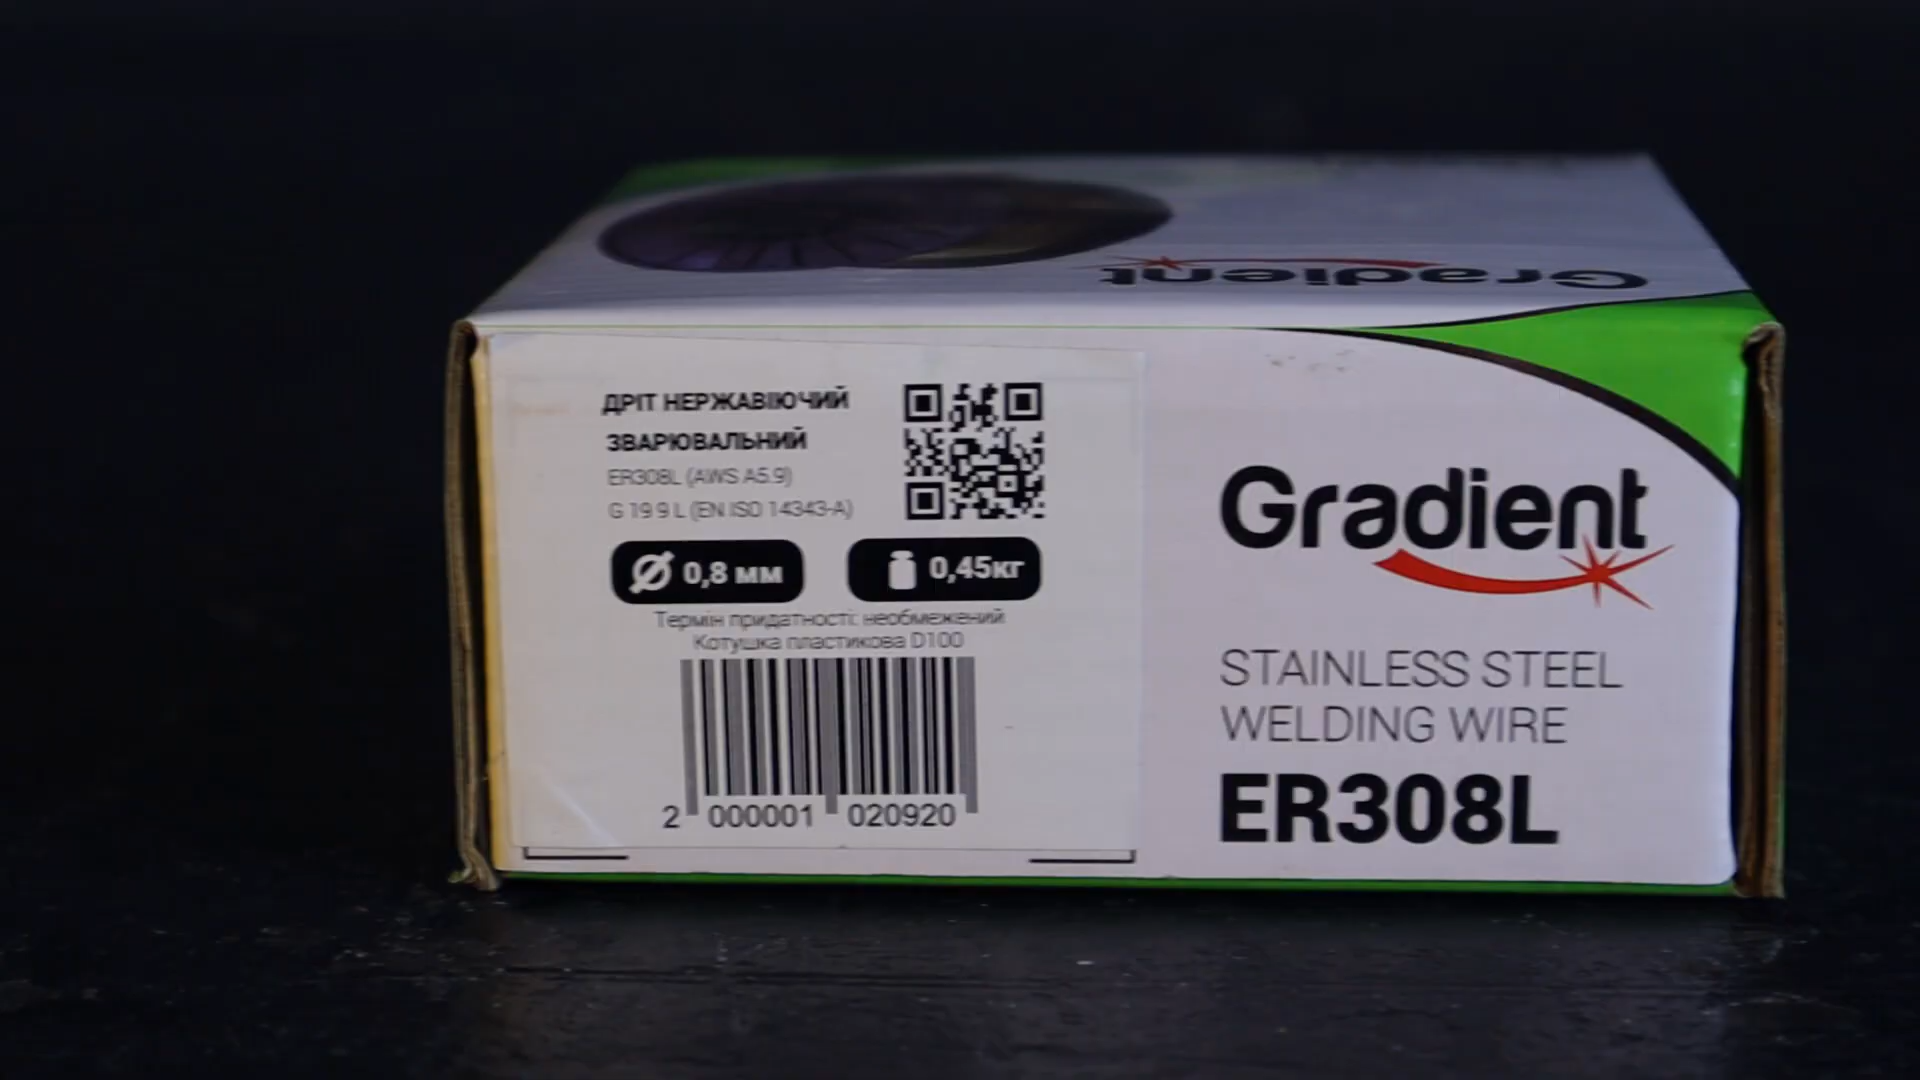 Gradient
ДРІТ НЕРЖАВІЮЧИЙ
ЗВАРЮВАЛЬНИЙ
ER308L (AWS A5.9)
G 19 9 L (EN ISO 14343-A)
0,8 мм
0,45кг
Термін придатності: необмежений
Котушка пластикова D100
2 000001 020920
Gradient
STAINLESS STEEL
WELDING WIRE
ER308L